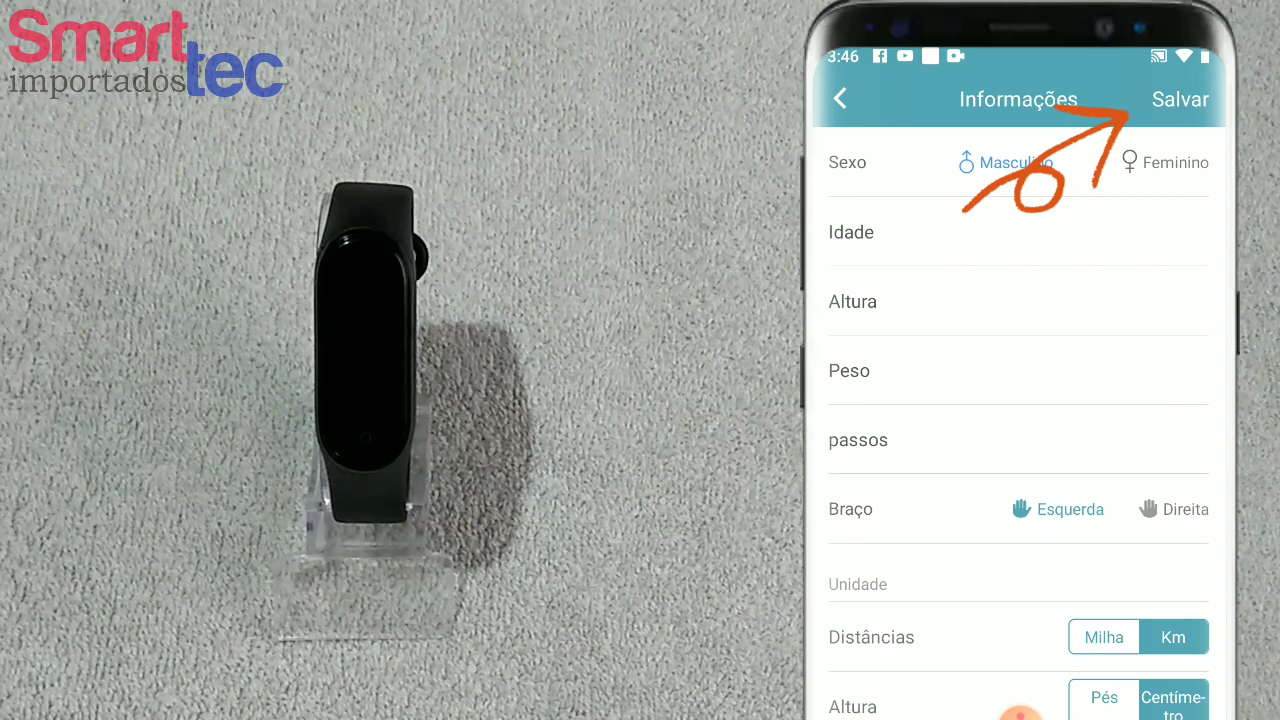 Smart
importados tec
3:46
Informações
Salvar
Sexo
Masculino
Feminino
Idade
Altura
Peso
passos
Braço
Esquerda
Direita
Unidade
Distâncias
Milha
Km
Altura
Pés
Centíme-
tro